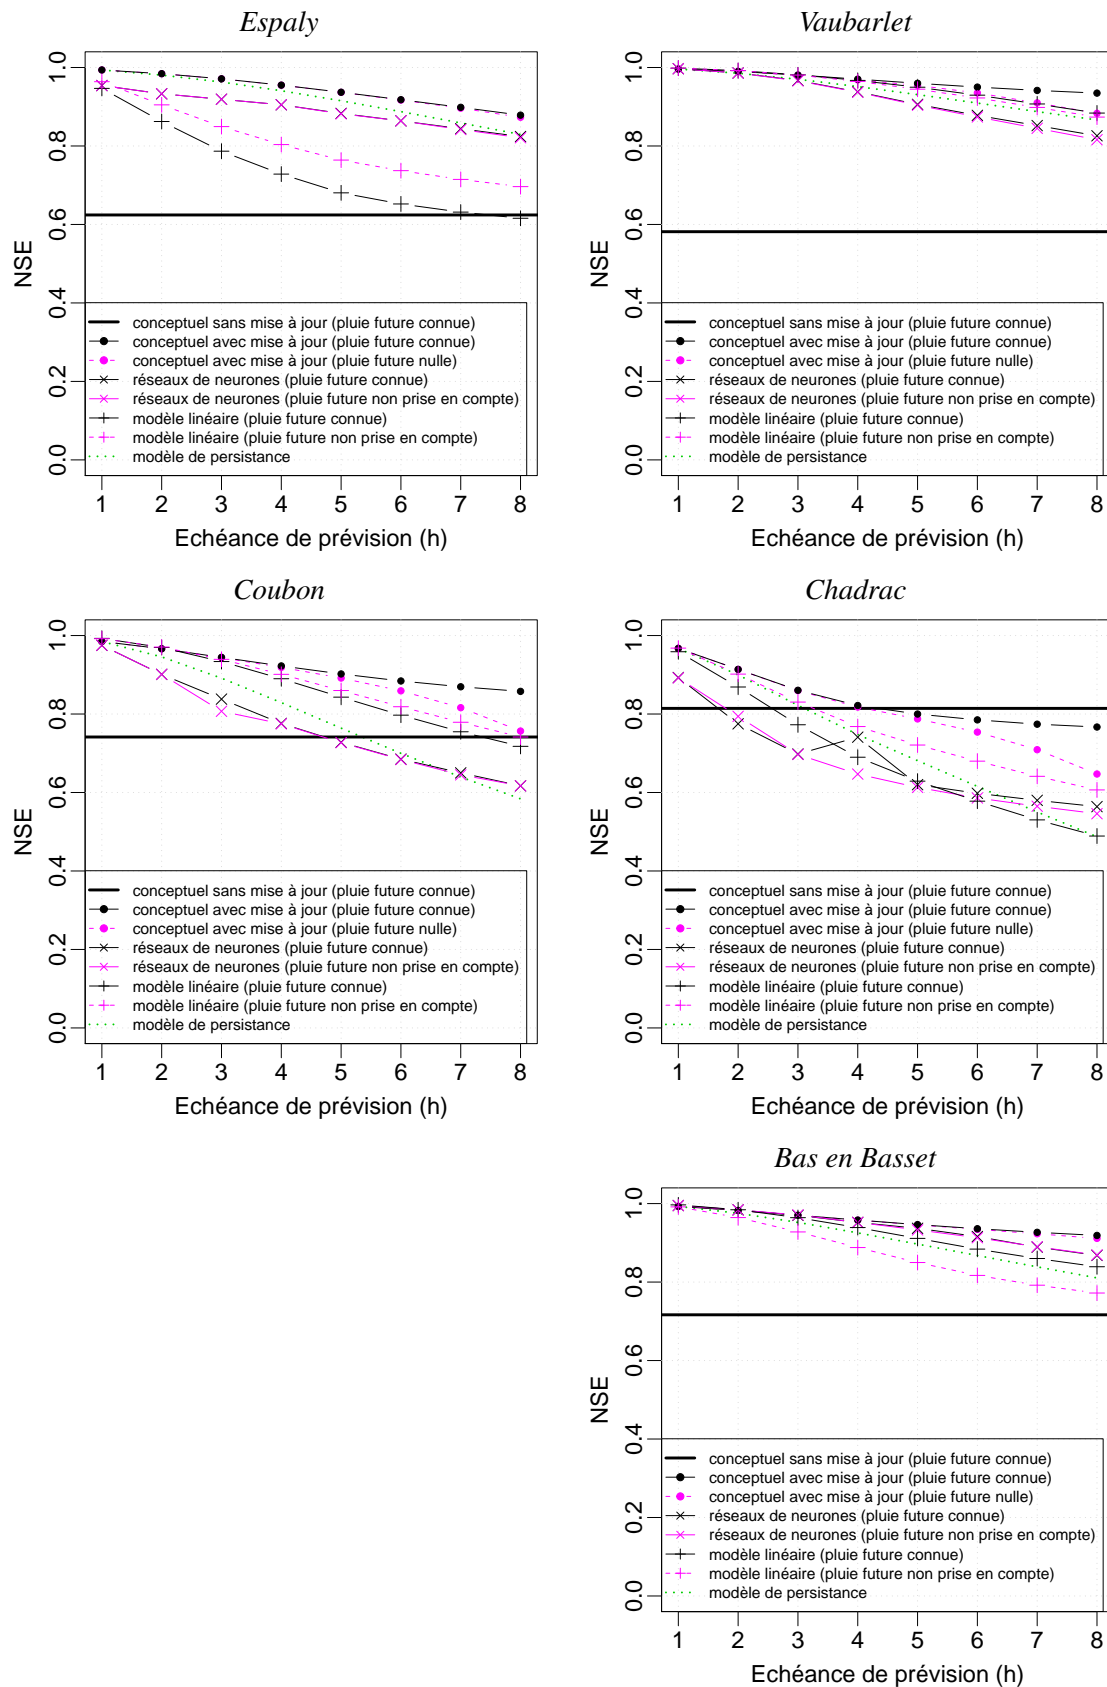 Espaly
NSE
1.0
0.8
0.6
0.4
0.2
0.0
conceptuel sans mise à jour (pluie future connue)
conceptuel avec mise à jour (pluie future connue)
conceptuel avec mise à jour (pluie future nulle)
réseaux de neurones (pluie future connue)
réseaux de neurones (pluie future non prise en compte)
modèle linéaire (pluie future connue)
modèle linéaire (pluie future non prise en compte)
modèle de persistance
1 2 3 4 5 6 7 8
Echéance de prévision (h)
Vaubarlet
NSE
1.0
0.8
0.6
0.4
0.2
0.0
conceptuel sans mise à jour (pluie future connue)
conceptuel avec mise à jour (pluie future connue)
conceptuel avec mise à jour (pluie future nulle)
réseaux de neurones (pluie future connue)
réseaux de neurones (pluie future non prise en compte)
modèle linéaire (pluie future connue)
modèle linéaire (pluie future non prise en compte)
modèle de persistance
1 2 3 4 5 6 7 8
Echéance de prévision (h)
Coubon
NSE
1.0
0.8
0.6
0.4
0.2
0.0
conceptuel sans mise à jour (pluie future connue)
conceptuel avec mise à jour (pluie future connue)
conceptuel avec mise à jour (pluie future nulle)
réseaux de neurones (pluie future connue)
réseaux de neurones (pluie future non prise en compte)
modèle linéaire (pluie future connue)
modèle linéaire (pluie future non prise en compte)
modèle de persistance
1 2 3 4 5 6 7 8
Echéance de prévision (h)
Chadrac
NSE
1.0
0.8
0.6
0.4
0.2
0.0
conceptuel sans mise à jour (pluie future connue)
conceptuel avec mise à jour (pluie future connue)
conceptuel avec mise à jour (pluie future nulle)
réseaux de neurones (pluie future connue)
réseaux de neurones (pluie future non prise en compte)
modèle linéaire (pluie future connue)
modèle linéaire (pluie future non prise en compte)
modèle de persistance
1 2 3 4 5 6 7 8
Echéance de prévision (h)
Bas en Basset
NSE
1.0
0.8
0.6
0.4
0.2
0.0
conceptuel sans mise à jour (pluie future connue)
conceptuel avec mise à jour (pluie future connue)
conceptuel avec mise à jour (pluie future nulle)
réseaux de neurones (pluie future connue)
réseaux de neurones (pluie future non prise en compte)
modèle linéaire (pluie future connue)
modèle linéaire (pluie future non prise en compte)
modèle de persistance
1 2 3 4 5 6 7 8
Echéance de prévision (h)